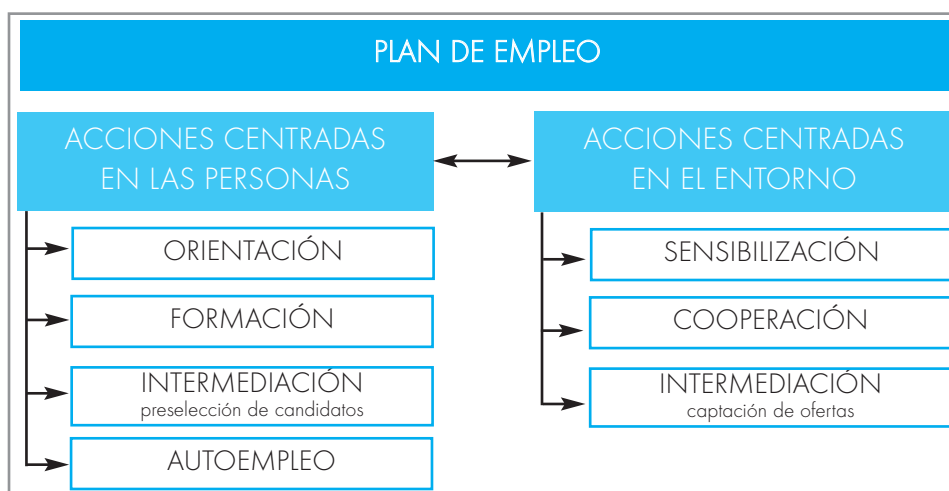 PLAN DE EMPLEO
ACCIONES CENTRADAS
EN LAS PERSONAS
ORIENTACIÓN
FORMACIÓN
INTERMEDIACIÓN
preselección de candidatos
AUTOEMPLEO
ACCIONES CENTRADAS
EN EL ENTORNO
SENSIBILIZACIÓN
COOPERACIÓN
INTERMEDIACIÓN
captación de ofertas